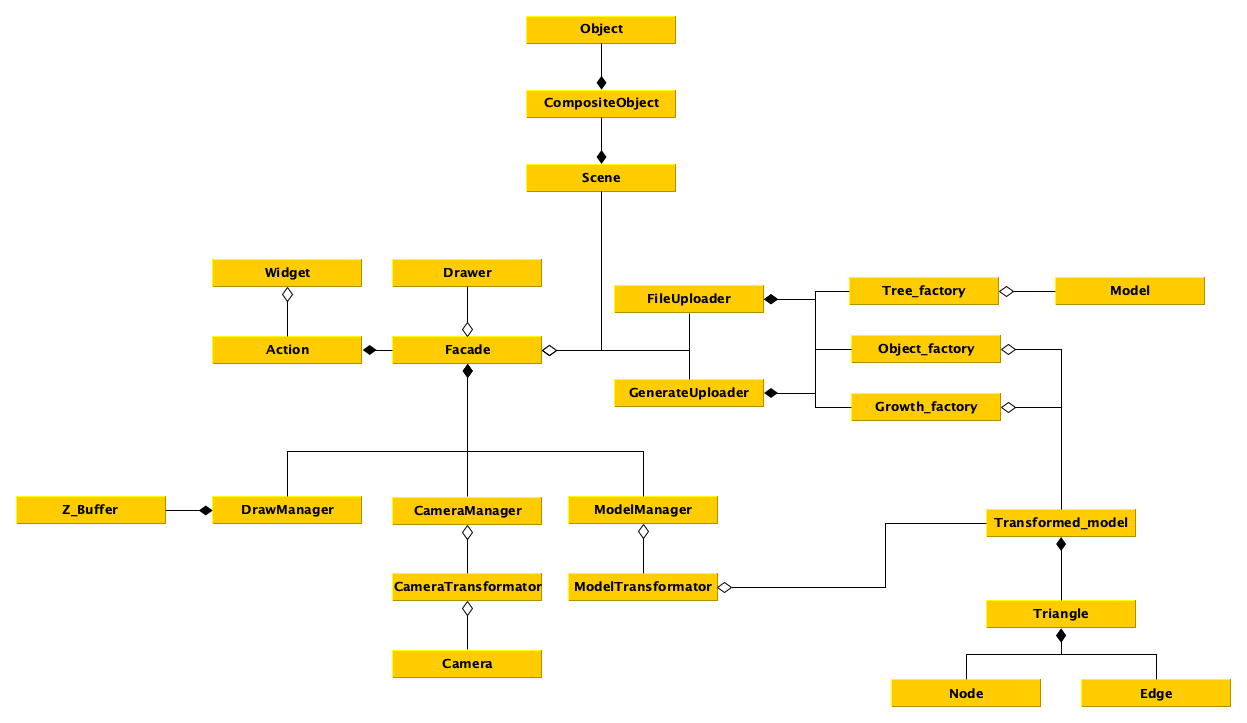 Object
CompositeObject
Scene
Widget
Drawer
FileUploader
Tree_factory
Model
Action
Facade
Object_factory
GenerateUploader
Growth_factory
Z_Buffer
DrawManager
CameraManager
ModelManager
Transformed_model
CameraTransformator
ModelTransformator
Triangle
Camera
Node
Edge